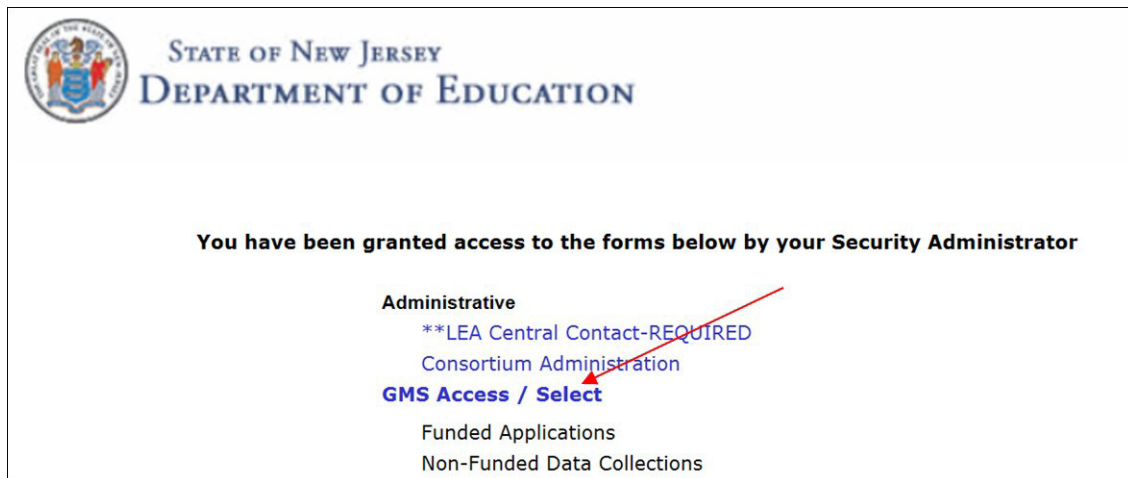 STATE OF NEW JERSEY
DEPARTMENT OF EDUCATION
You have been granted access to the forms below by your Security Administrator
Administrative
**LEA Central Contact-REQUIRED
Consortium Administration
GMS Access / Select
Funded Applications
Non-Funded Data Collections